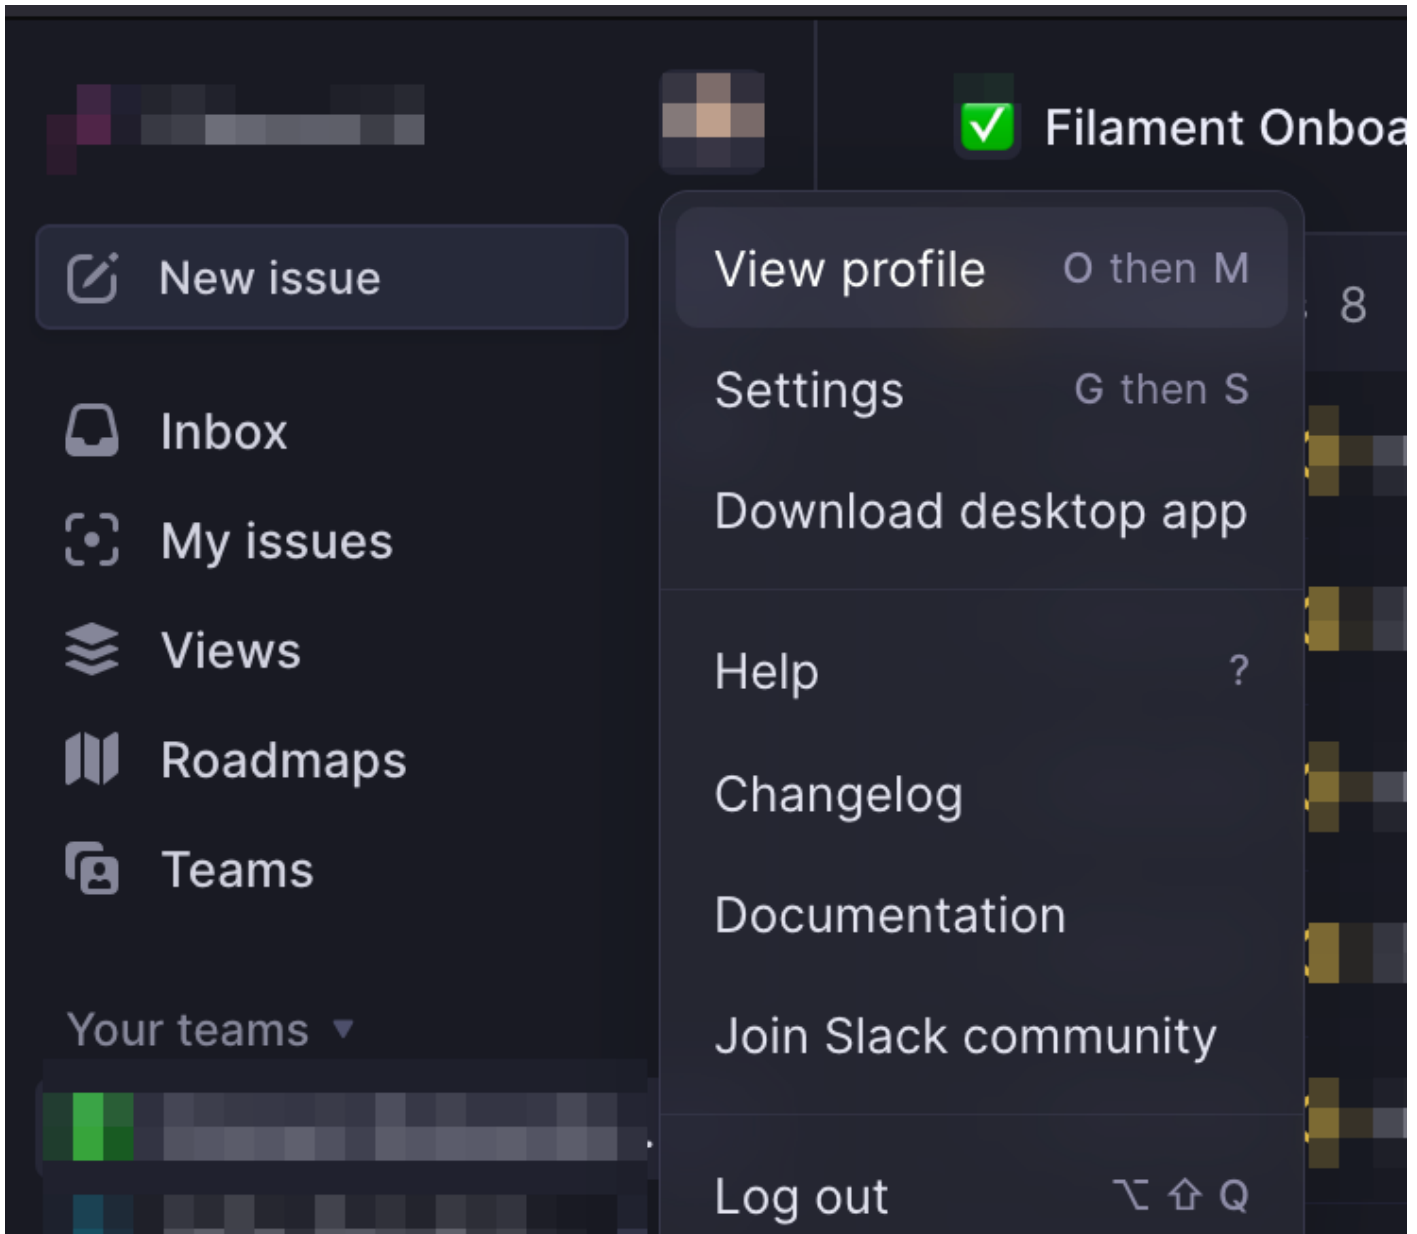 Filament Onboa
New issue
Inbox
My issues
Views
Roadmaps
Teams
Your teams
View profile O then M
Settings G then S
Download desktop app
Help ?
Changelog
Documentation
Join Slack community
Log out ⌥ ⇧ Q
8